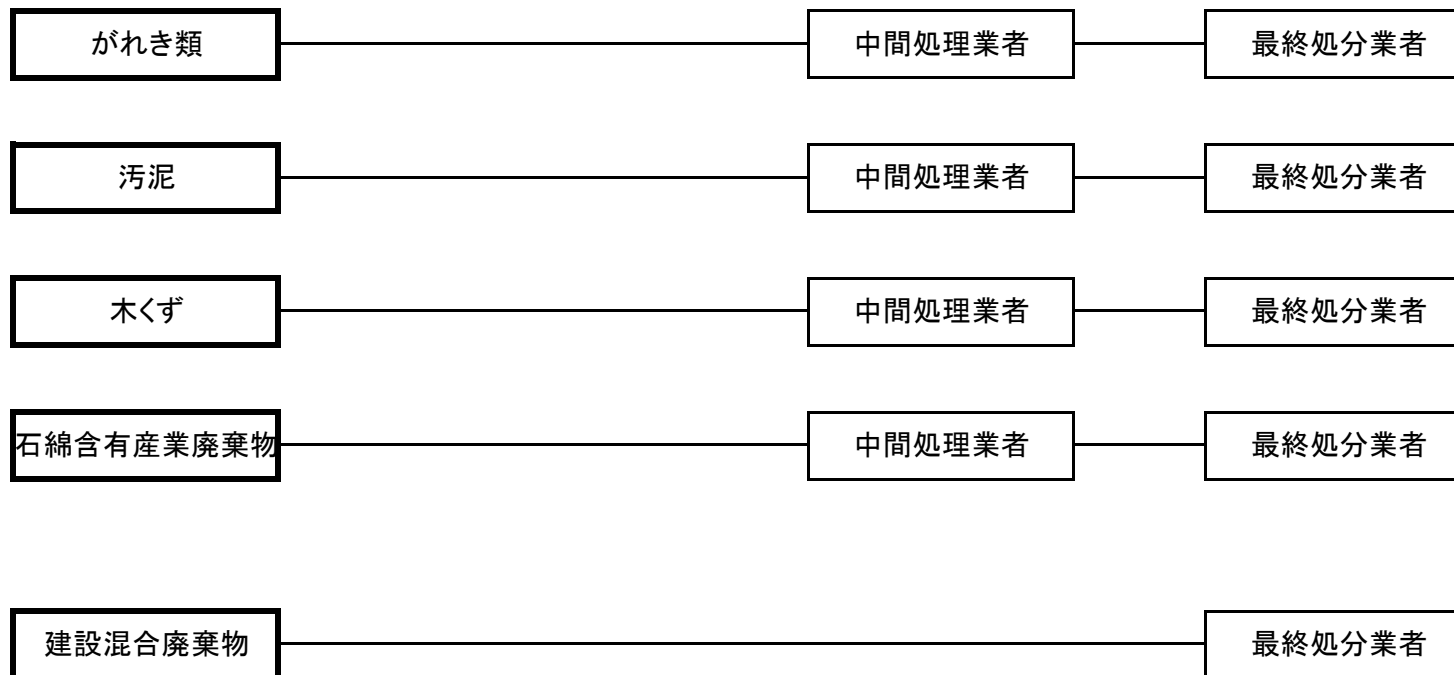 がれき類 中間処理業者 最終処分業者
汚泥 中間処理業者 最終処分業者
木くず 中間処理業者 最終処分業者
石綿含有産業廃棄物 中間処理業者 最終処分業者
建設混合廃棄物 最終処分業者